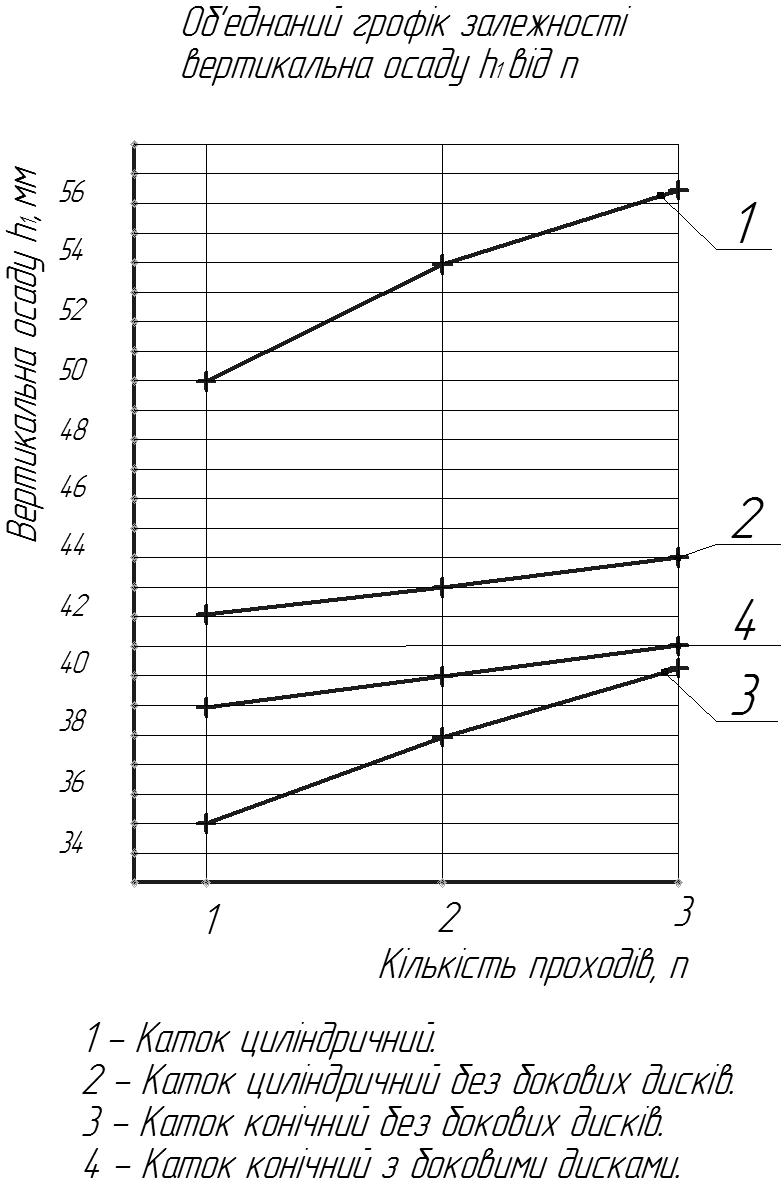 Об'єднаний грофік залежності
вертикальна осаду h1 від n
Вертикальна осаду h1, мм
56
54
52
50
48
46
44
42
40
38
36
34
1
2
4
3
1
2
3
Кількість проходів, n
1 – Каток циліндричний.
2 – Каток циліндричний без бокових дисків.
3 – Каток конічний без бокових дисків.
4 – Каток конічний з боковими дисками.